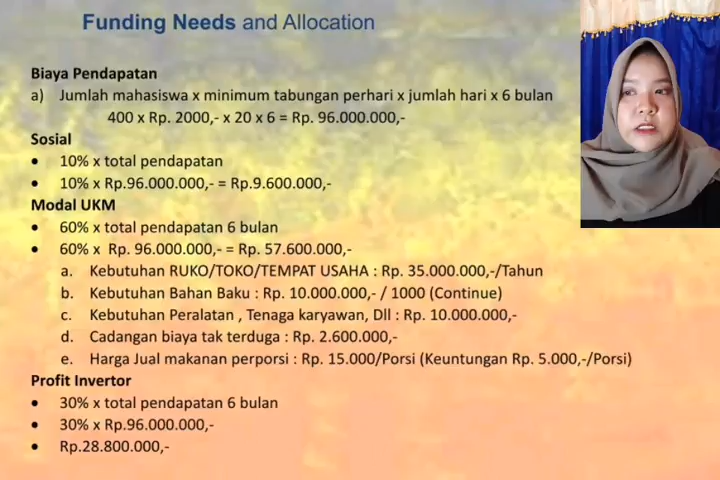 Funding Needs and Allocation
Biaya Pendapatan
a) Jumlah mahasiswa x minimum tabungan perhari x jumlah hari x 6 bulan
400 x Rp. 2000,- x 20 x 6 = Rp. 96.000.000,-
Sosial
• 10% x total pendapatan
• 10% x Rp.96.000.000,- = Rp.9.600.000,-
Modal UKM
• 60% x total pendapatan 6 bulan
• 60% x Rp. 96.000.000,- = Rp. 57.600.000,-
a. Kebutuhan RUKO/TOKO/TEMPAT USAHA : Rp. 35.000.000,-/Tahun
b. Kebutuhan Bahan Baku : Rp. 10.000.000,- / 1000 (Continue)
c. Kebutuhan Peralatan , Tenaga karyawan, Dll : Rp. 10.000.000,-
d. Cadangan biaya tak terduga : Rp. 2.600.000,-
e. Harga Jual makanan perporsi : Rp. 15.000/Porsi (Keuntungan Rp. 5.000,-/Porsi)
Profit Invertor
• 30% x total pendapatan 6 bulan
• 30% x Rp.96.000.000,-
• Rp.28.800.000,-